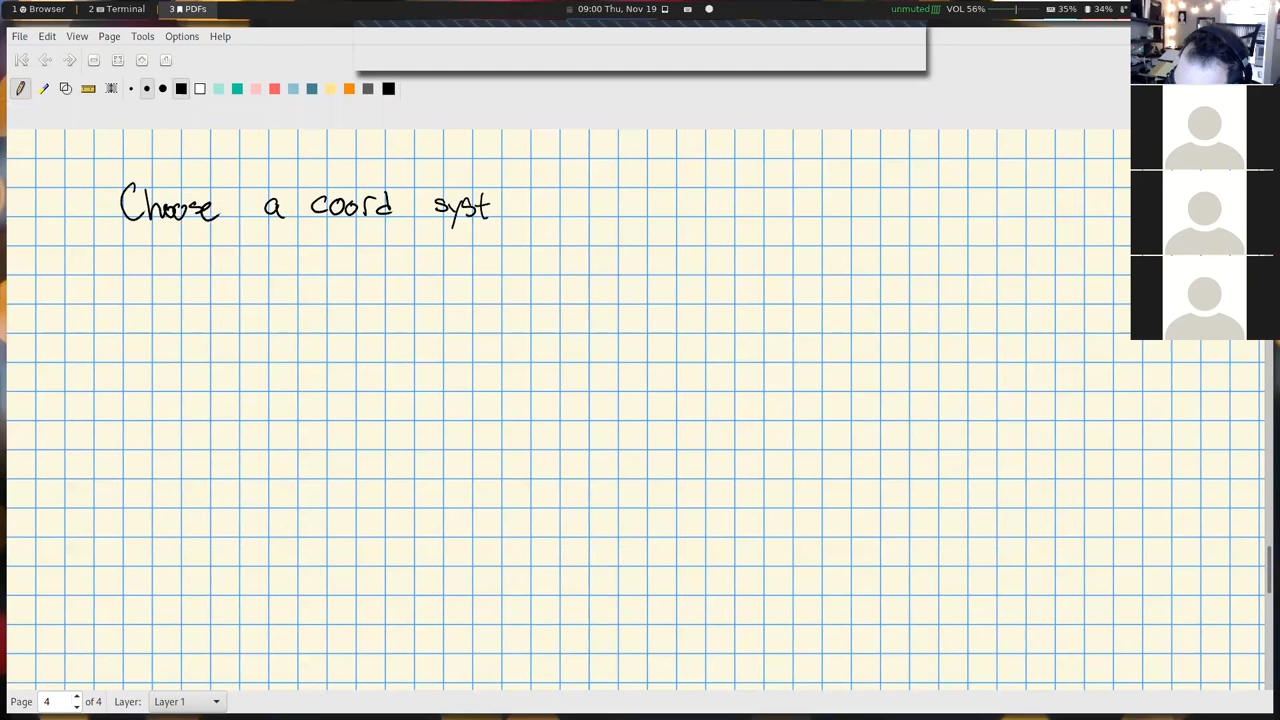 1 Browser 2 Terminal 3 PDFs 09:00 Thu, Nov 19 unmuted VOL 56% 35% 34%
File Edit View Page Tools Options Help
Choose a coord syst
Page 4 of 4 Layer: Layer 1